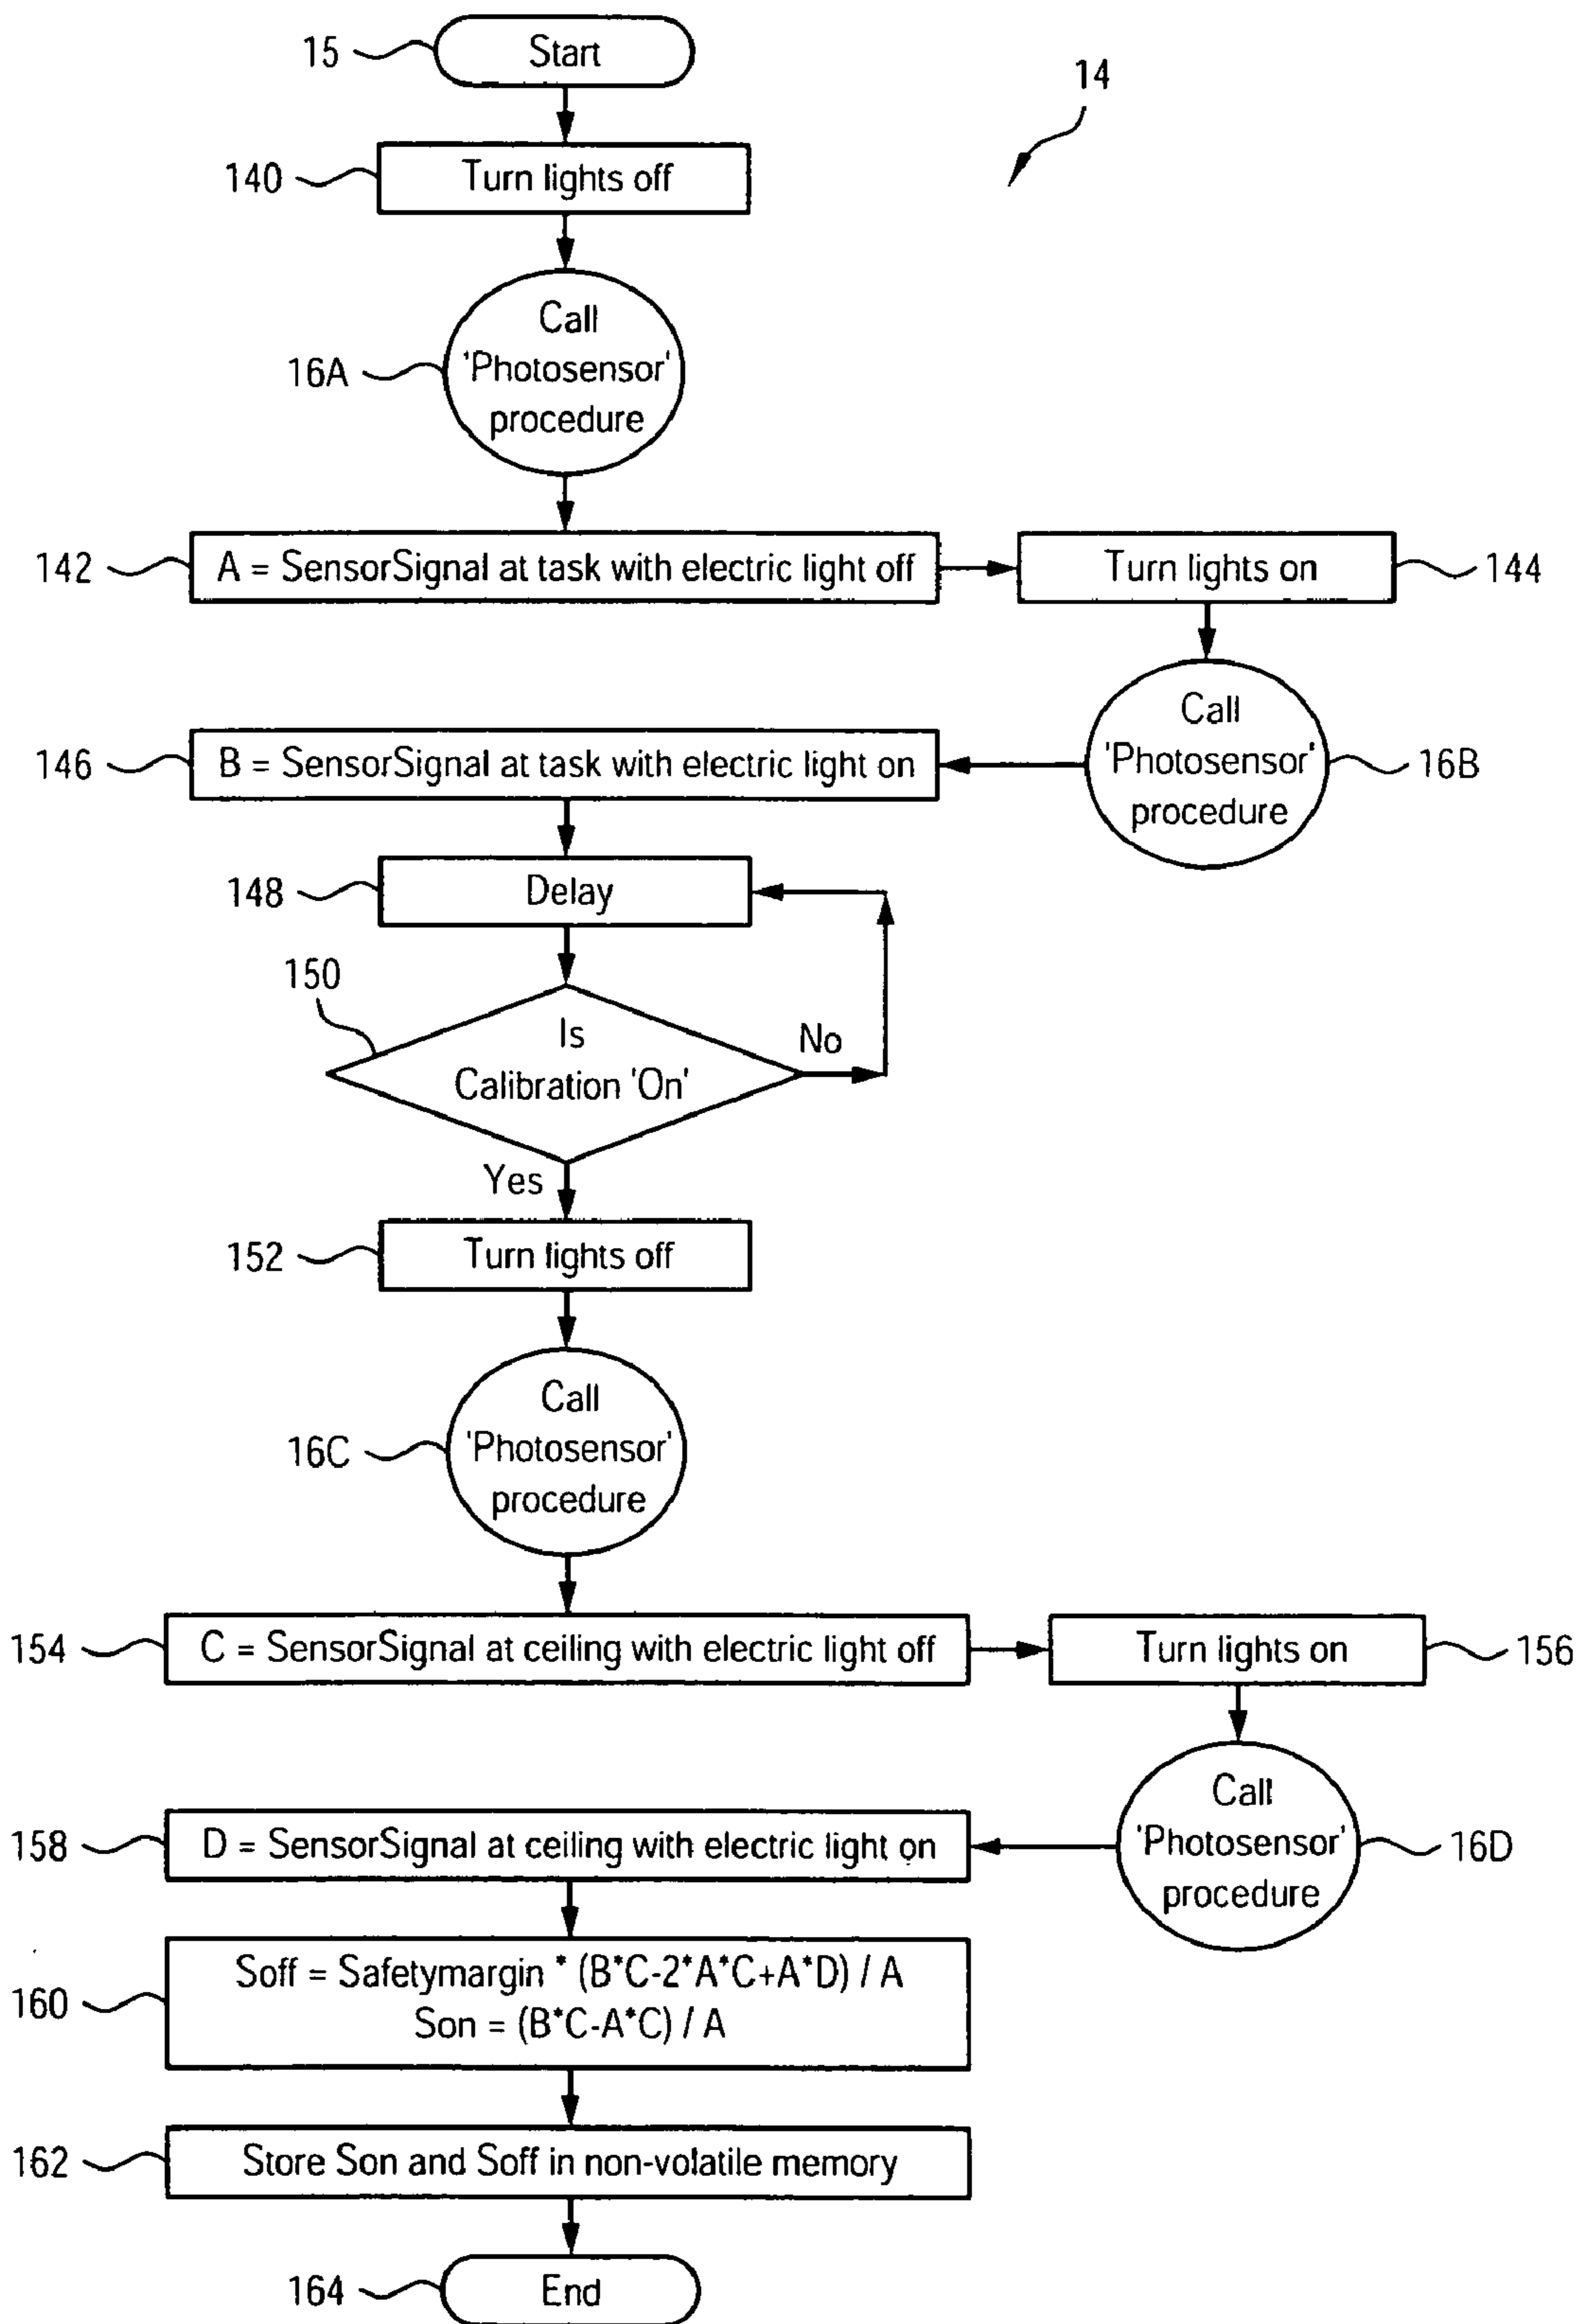 15
Start
14
140
Turn lights off
16A
Call
'Photosensor'
procedure
142
A = SensorSignal at task with electric light off
Turn lights on
144
Call
'Photosensor'
procedure
16B
146
B = SensorSignal at task with electric light on
148
Delay
150
Is
Calibration 'On'
No
Yes
152
Turn lights off
16C
Call
'Photosensor'
procedure
154
C = SensorSignal at ceiling with electric light off
Turn lights on
156
Call
'Photosensor'
procedure
16D
158
D = SensorSignal at ceiling with electric light on
160
Soff = Safetymargin * (B*C-2*A*C+A*D) / A
Son = (B*C-A*C) / A
162
Store Son and Soff in non-volatile memory
164
End